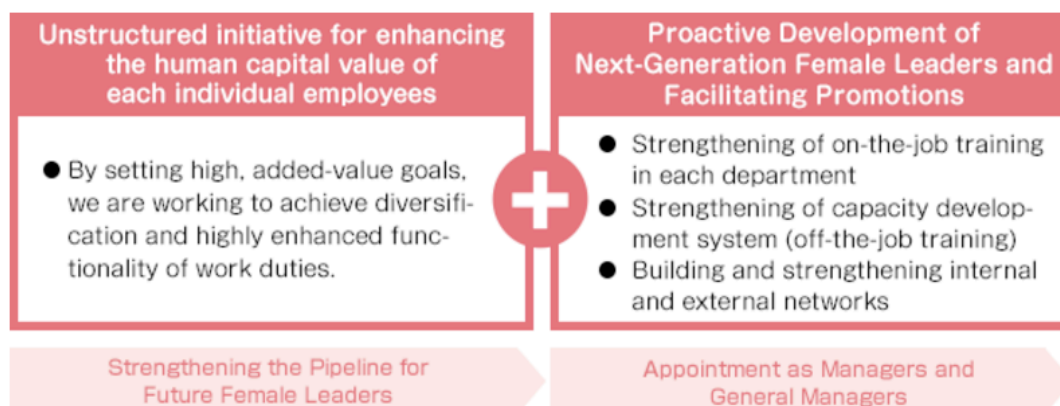 Unstructured initiative for enhancing
the human capital value of
each individual employees
● By setting high, added-value goals,
we are working to achieve diversifi-
cation and highly enhanced func-
tionality of work duties.
Proactive Development of
Next-Generation Female Leaders and
Facilitating Promotions
● Strengthening of on-the-job training
in each department
● Strengthening of capacity develop-
ment system (off-the-job training)
● Building and strengthening internal
and external networks
Strengthening the Pipeline for
Future Female Leaders
Appointment as Managers and
General Managers